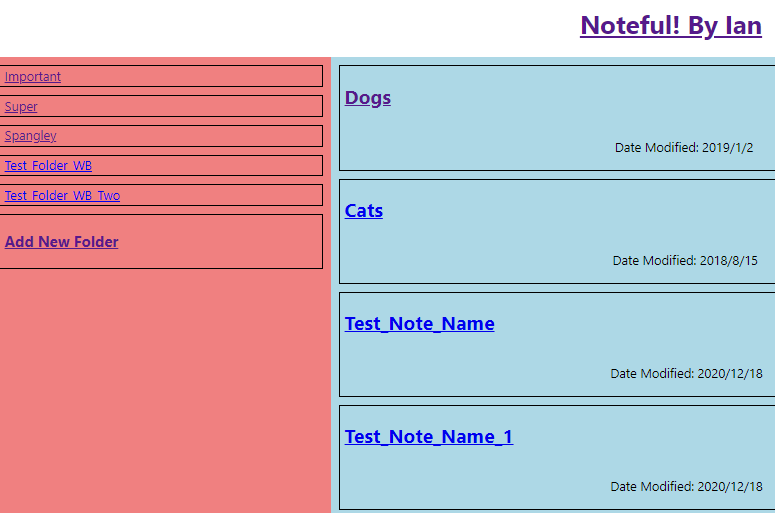 Noteful! By Ian
Important
Super
Spangley
Test_Folder_WB
Test_Folder_WB_Two
Add New Folder
Dogs
Date Modified: 2019/1/2
Cats
Date Modified: 2018/8/15
Test_Note_Name
Date Modified: 2020/12/18
Test_Note_Name_1
Date Modified: 2020/12/18